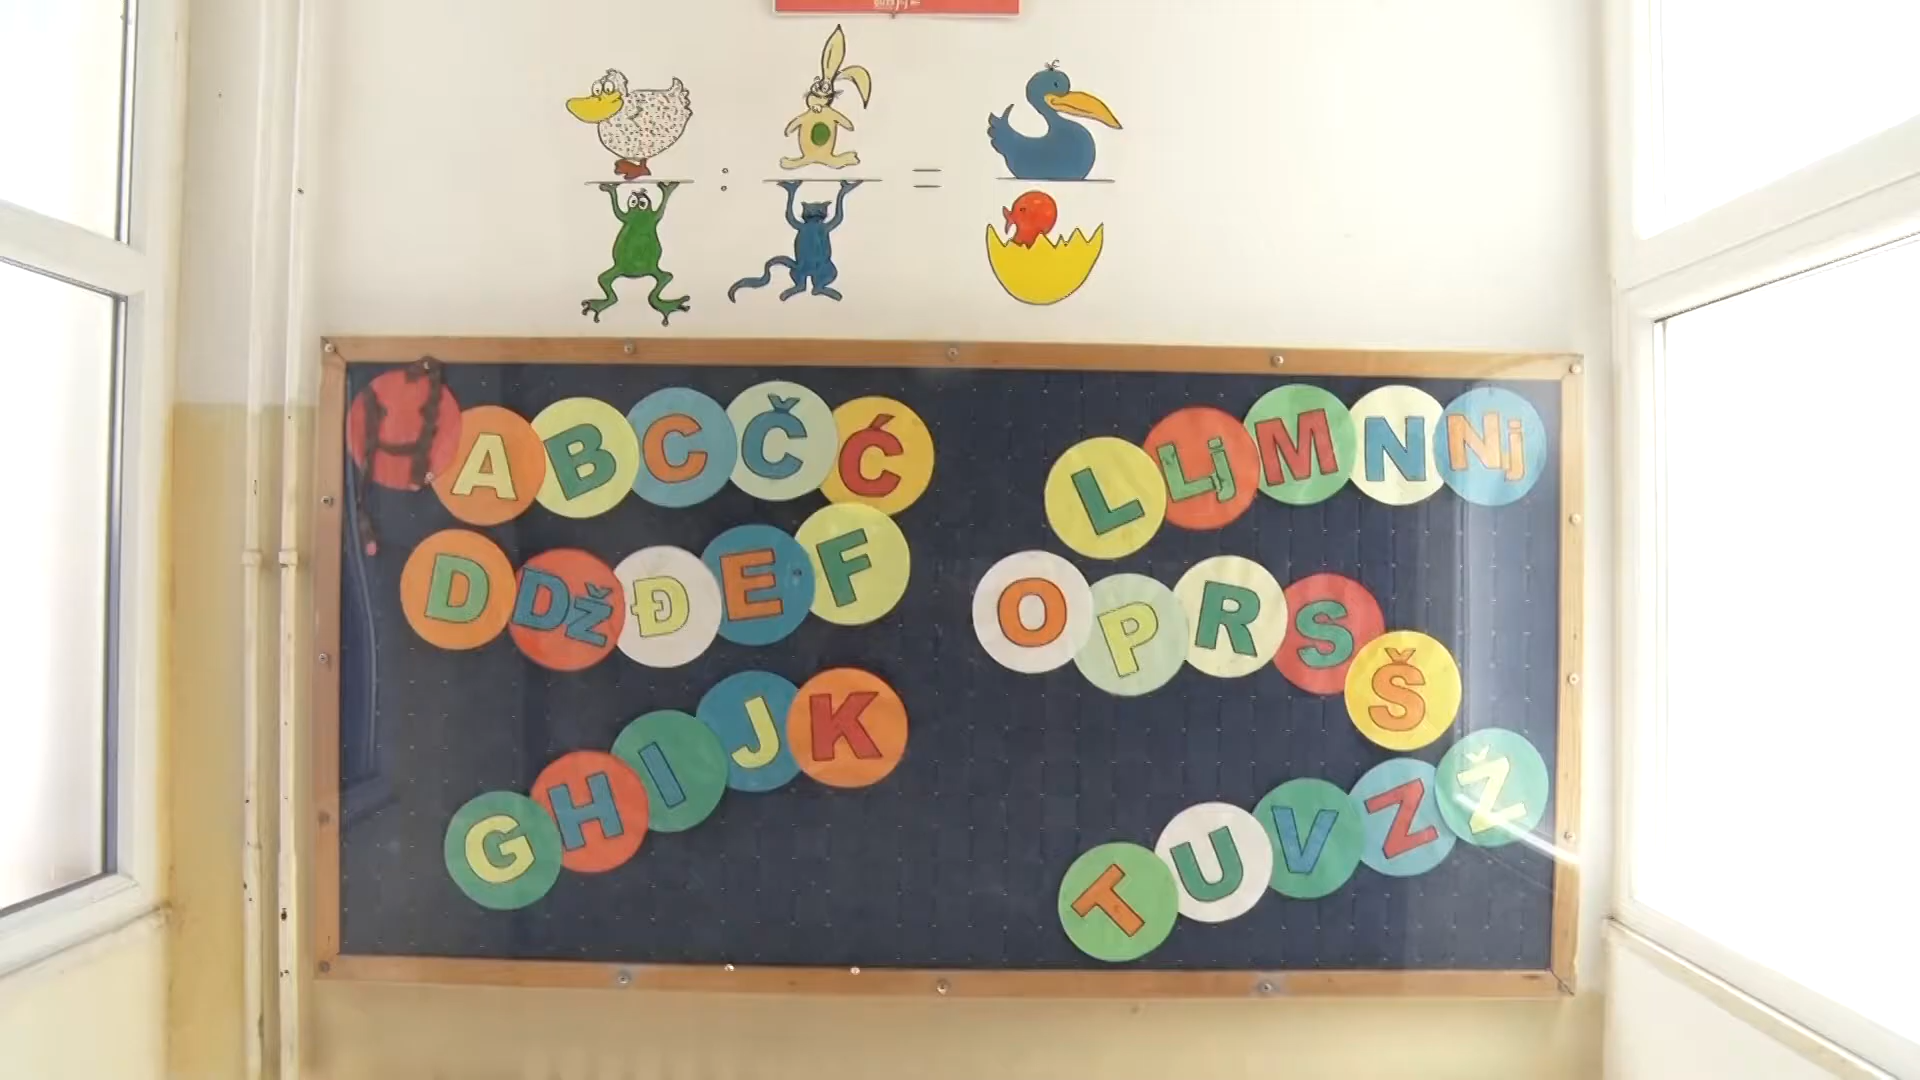 : =
A B C Č Ć
D Dž Đ E F
G H I J K
L Lj M N Nj
O P R S Š
T U V Z Ž